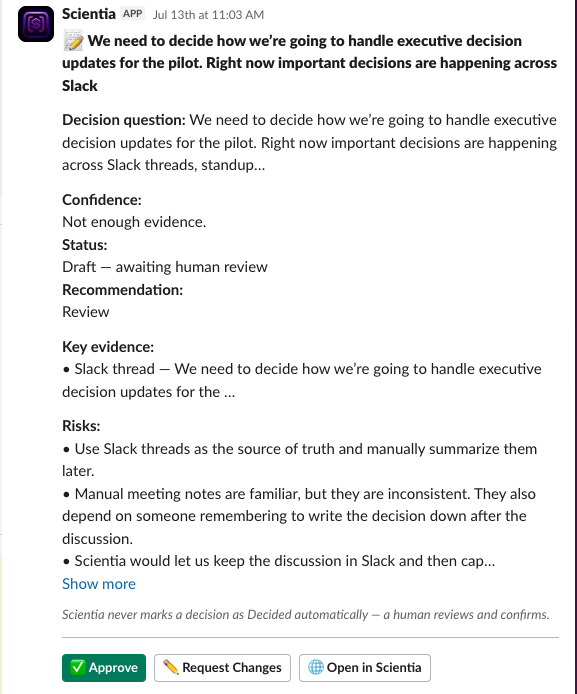 Scientia APP Jul 13th at 11:03 AM
📝 We need to decide how we’re going to handle executive decision
updates for the pilot. Right now important decisions are happening across
Slack
Decision question: We need to decide how we’re going to handle executive
decision updates for the pilot. Right now important decisions are happening
across Slack threads, standup...
Confidence:
Not enough evidence.
Status:
Draft — awaiting human review
Recommendation:
Review
Key evidence:
• Slack thread — We need to decide how we’re going to handle executive
decision updates for the ...
Risks:
• Use Slack threads as the source of truth and manually summarize them
later.
• Manual meeting notes are familiar, but they are inconsistent. They also
depend on someone remembering to write the decision down after the
discussion.
• Scientia would let us keep the discussion in Slack and then cap...
Show more
Scientia never marks a decision as Decided automatically — a human reviews and confirms.
✅ Approve ✏️ Request Changes 🌐 Open in Scientia